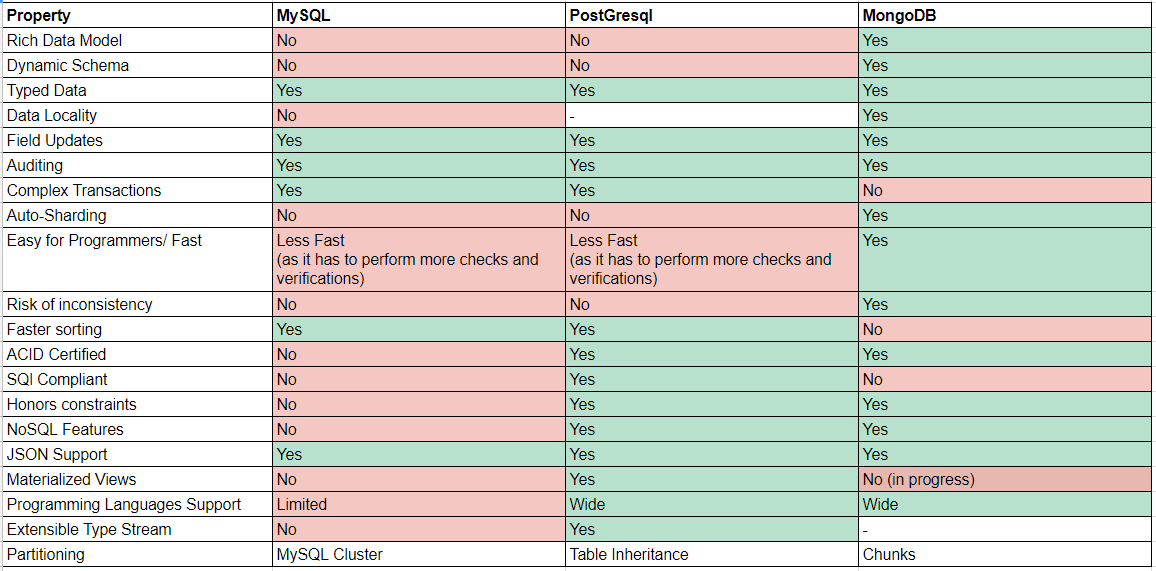 Property MySQL PostGresql MongoDB
Rich Data Model No No Yes
Dynamic Schema No No Yes
Typed Data Yes Yes Yes
Data Locality No - Yes
Field Updates Yes Yes Yes
Auditing Yes Yes Yes
Complex Transactions Yes Yes No
Auto-Sharding No No Yes
Easy for Programmers/ Fast Less Fast Less Fast Yes
(as it has to perform more checks and (as it has to perform more checks and
verifications) verifications)
Risk of inconsistency No No Yes
Faster sorting Yes Yes No
ACID Certified No Yes Yes
SQl Compliant No Yes No
Honors constraints No Yes Yes
NoSQL Features No Yes Yes
JSON Support Yes Yes Yes
Materialized Views No Yes No (in progress)
Programming Languages Support Limited Wide Wide
Extensible Type Stream No Yes -
Partitioning MySQL Cluster Table Inheritance Chunks